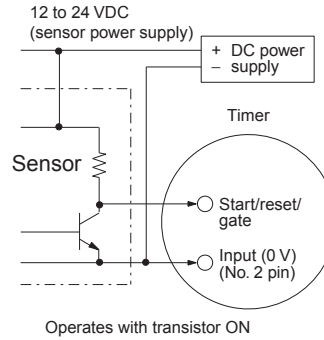 12 to 24 VDC
(sensor power supply)
+ DC power
– supply
Timer
Sensor
Start/reset/
gate
Input (0 V)
(No. 2 pin)
Operates with transistor ON